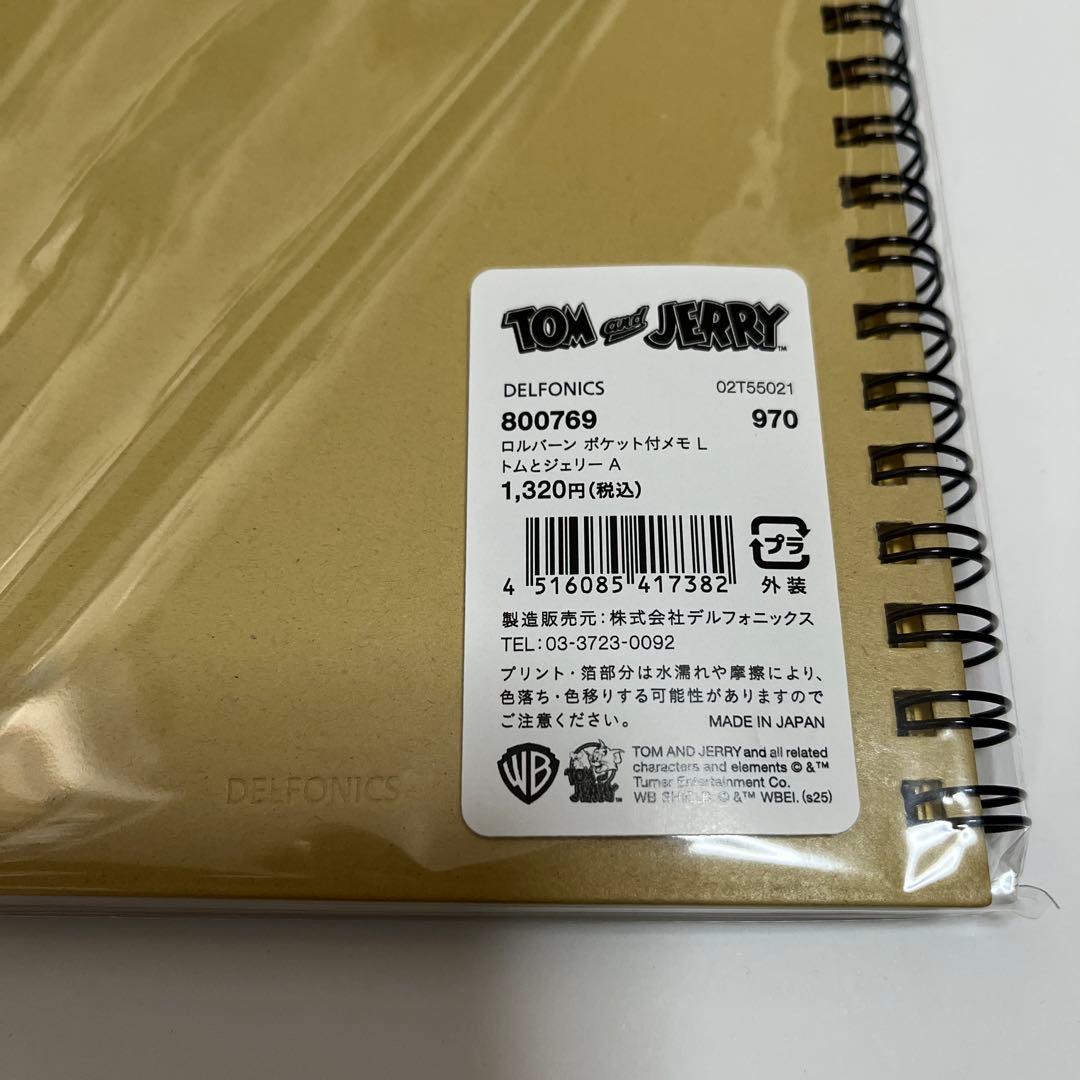 TOM and JERRY™
DELFONICS 02T55021
800769 970
ロルバーン ポケット付メモ L
トムとジェリー A
1,320円(税込)
プラ
4 516085 417382 外装
製造販売元:株式会社デルフォニックス
TEL:03-3723-0092
プリント・箔部分は水濡れや摩擦により、
色落ち・色移りする可能性がありますので
ご注意ください。 MADE IN JAPAN
WB TOM and JERRY™
TOM AND JERRY and all related
characters and elements © &™
Turner Entertainment Co.
WB SHIELD: © &™ WBEI. (s25)
DELFONICS